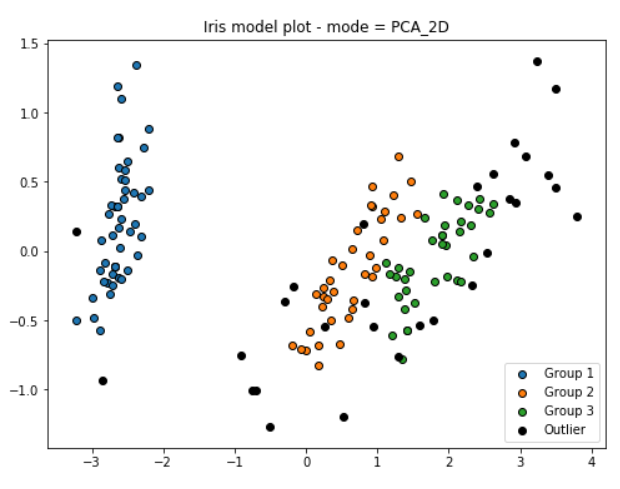 Iris model plot - mode = PCA_2D
1.5
1.0
0.5
0.0
−0.5
−1.0
Group 1
Group 2
Group 3
Outlier
−3 −2 −1 0 1 2 3 4